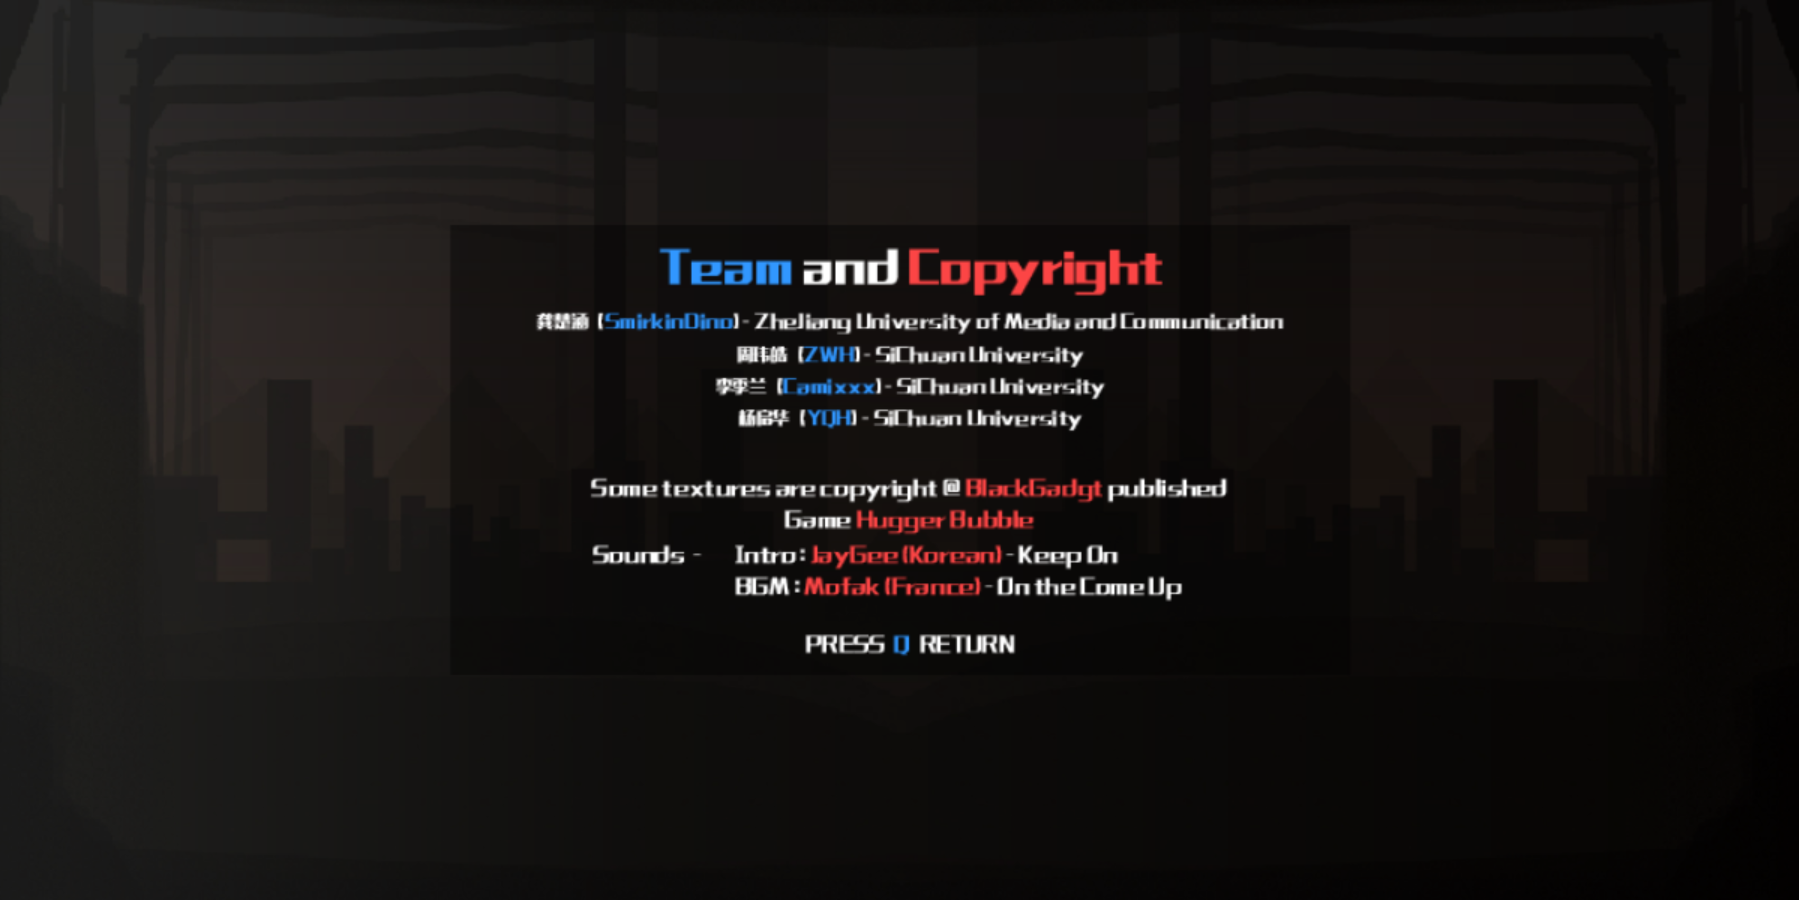 Team and Copyright
龚楚涵 (SmirkinDino) - ZheJiang University of Media and Communication
周祎皓 (ZWH) - SiChuan University
李雯兰 (Camixxx) - SiChuan University
杨启华 (YQH) - SiChuan University
Some textures are copyright @ BlackGadgt published
Game Hugger Bubble
Sounds - Intro : JayGee (Korean) - Keep On
BGM : Mofak (France) - On the Come Up
PRESS Q RETURN